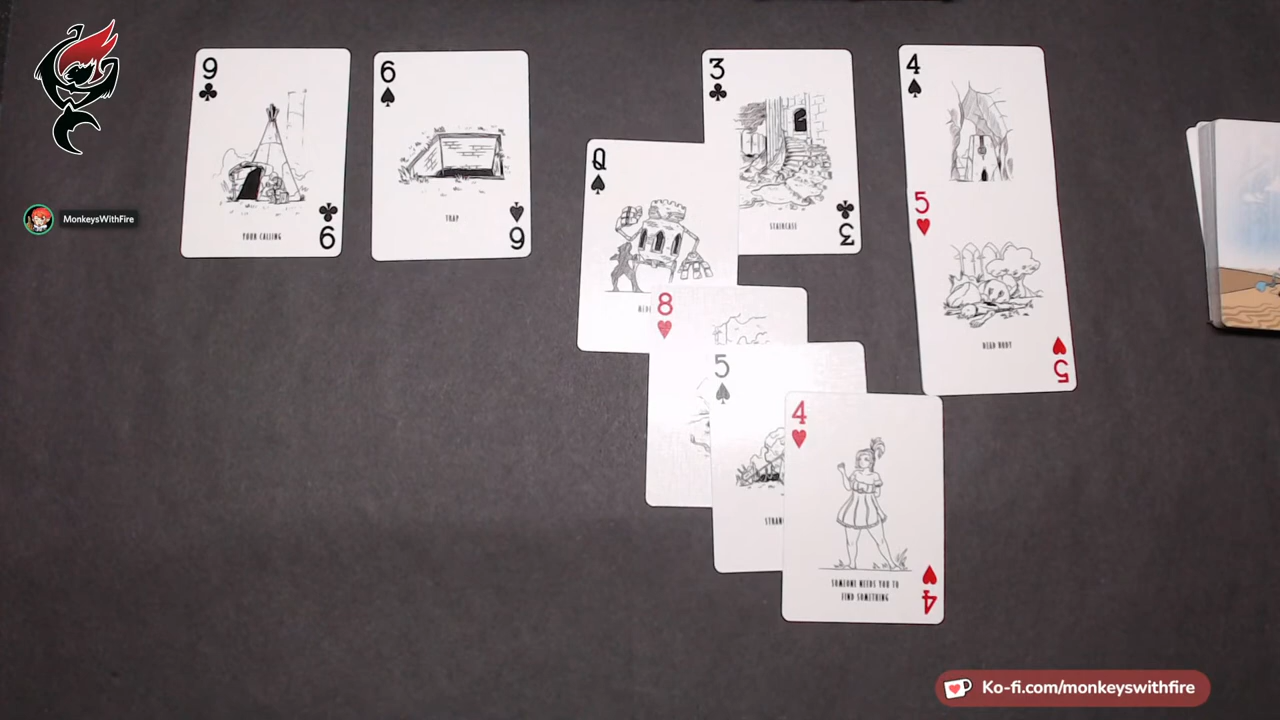 9
YOUR CALLING
9
6
TRAP
6
3
STAIRCASE
3
4
5
DEAD BODY
5
Q
8
5
4
SOMEONE NEEDS YOU TO
FIND SOMETHING
4
MonkeysWithFire
Ko-fi.com/monkeyswithfire